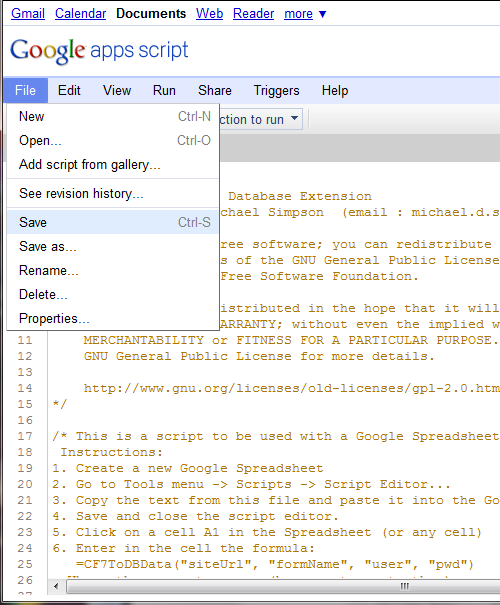 Gmail Calendar Documents Web Reader more ▼
Google apps script
File Edit View Run Share Triggers Help
New Ctrl-N
ction to run
Open... Ctrl-O
Add script from gallery...
See revision history...
Database Extension
Save Ctrl-S
chael Simpson (email : michael.d.s
Save as...
ree software; you can redistribute
Rename...
s of the GNU General Public License
Free Software Foundation.
Delete...
Properties...
stributed in the hope that it will
ARRANTY; without even the implied w
11 MERCHANTABILITY or FITNESS FOR A PARTICULAR PURPOSE.
12 GNU General Public License for more details.
13
14 http://www.gnu.org/licenses/old-licenses/gpl-2.0.htm
15 */
16
17 /* This is a script to be used with a Google Spreadsheet
18 Instructions:
19 1. Create a new Google Spreadsheet
20 2. Go to Tools menu -> Scripts -> Script Editor...
21 3. Copy the text from this file and paste it into the Go
22 4. Save and close the script editor.
23 5. Click on a cell A1 in the Spreadsheet (or any cell)
24 6. Enter in the cell the formula:
25 =CF7ToDBData("siteUrl", "formName", "user", "pwd")
26
27